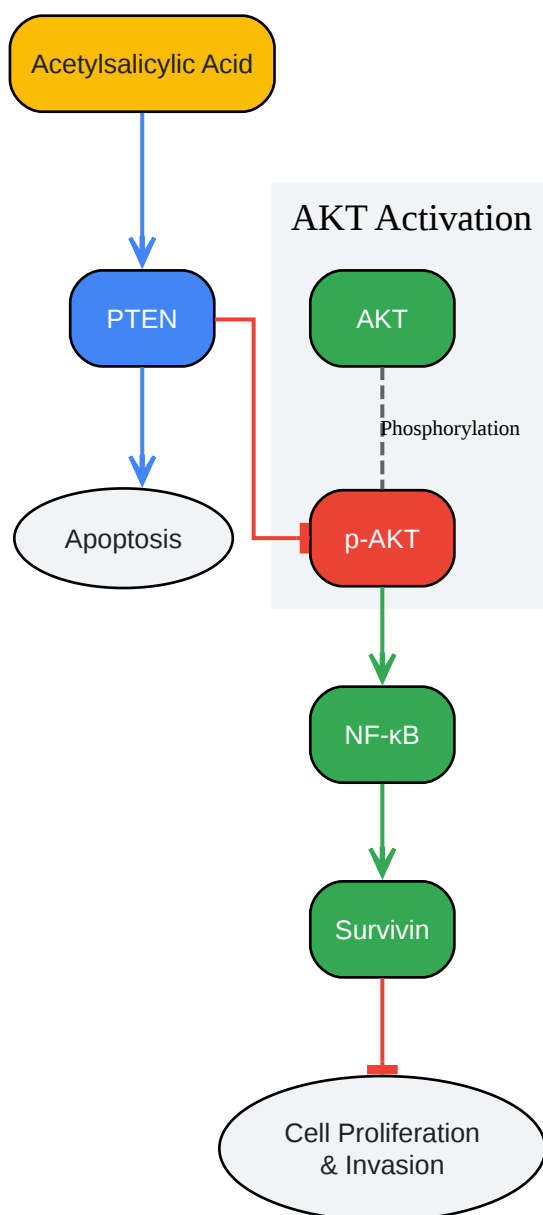 Acetylsalicylic Acid
AKT Activation
PTEN
AKT
Phosphorylation
Apoptosis
p-AKT
NF-κB
Survivin
Cell Proliferation
& Invasion